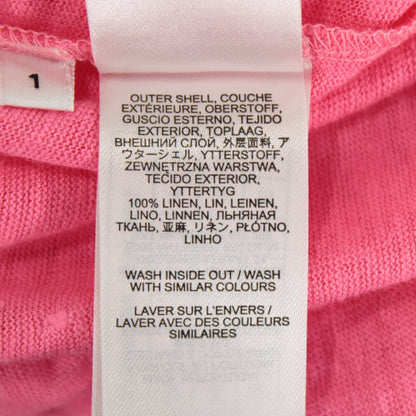 1
OUTER SHELL, COUCHE
EXTÉRIEURE, OBERSTOFF,
GUSCIO ESTERNO, TEJIDO
EXTERIOR, TOPLAAG,
ВНЕШНИЙ СЛОЙ, 外层面料, ア
ウターシェル, YTTERSTOFF,
ZEWNĘTRZNA WARSTWA,
TECIDO EXTERIOR,
YTTERTYG
100% LINEN, LIN, LEINEN,
LINO, LINNEN, ЛЬНЯНАЯ
ТКАНЬ, 亚麻, リネン, PŁÓTNO,
LINHO
WASH INSIDE OUT / WASH
WITH SIMILAR COLOURS
LAVER SUR L'ENVERS /
LAVER AVEC DES COULEURS
SIMILAIRES